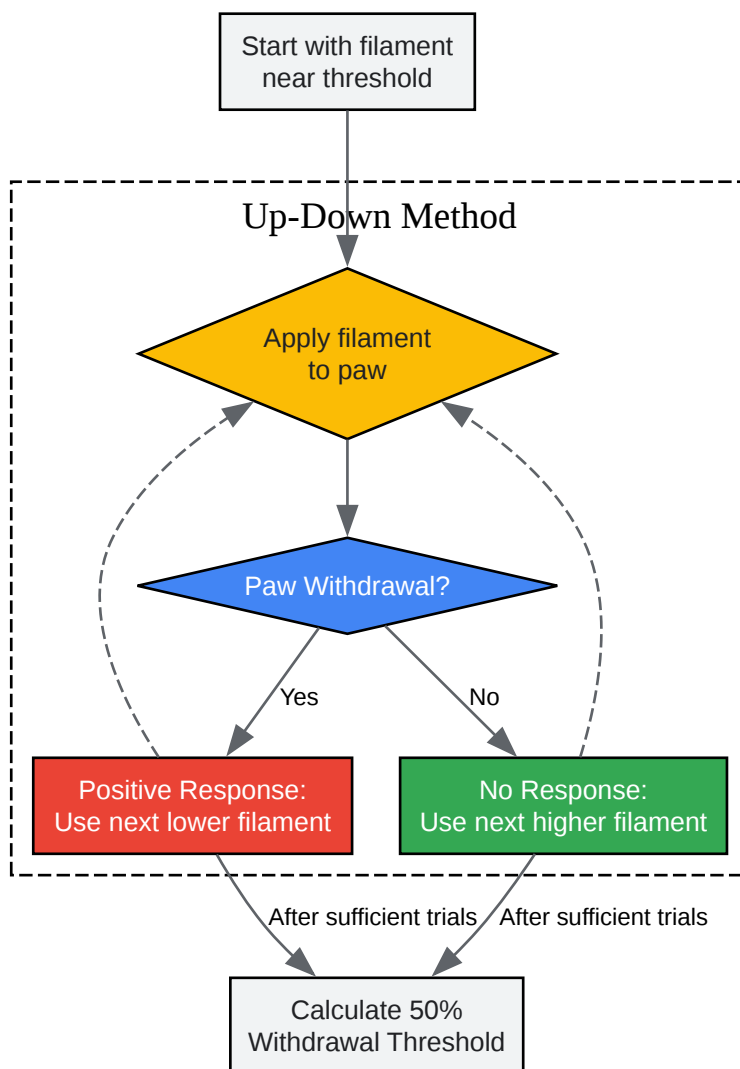 Start with filament
near threshold
Up-Down Method
Apply filament
to paw
Paw Withdrawal?
Yes
No
Positive Response:
Use next lower filament
No Response:
Use next higher filament
After sufficient trials
After sufficient trials
Calculate 50%
Withdrawal Threshold